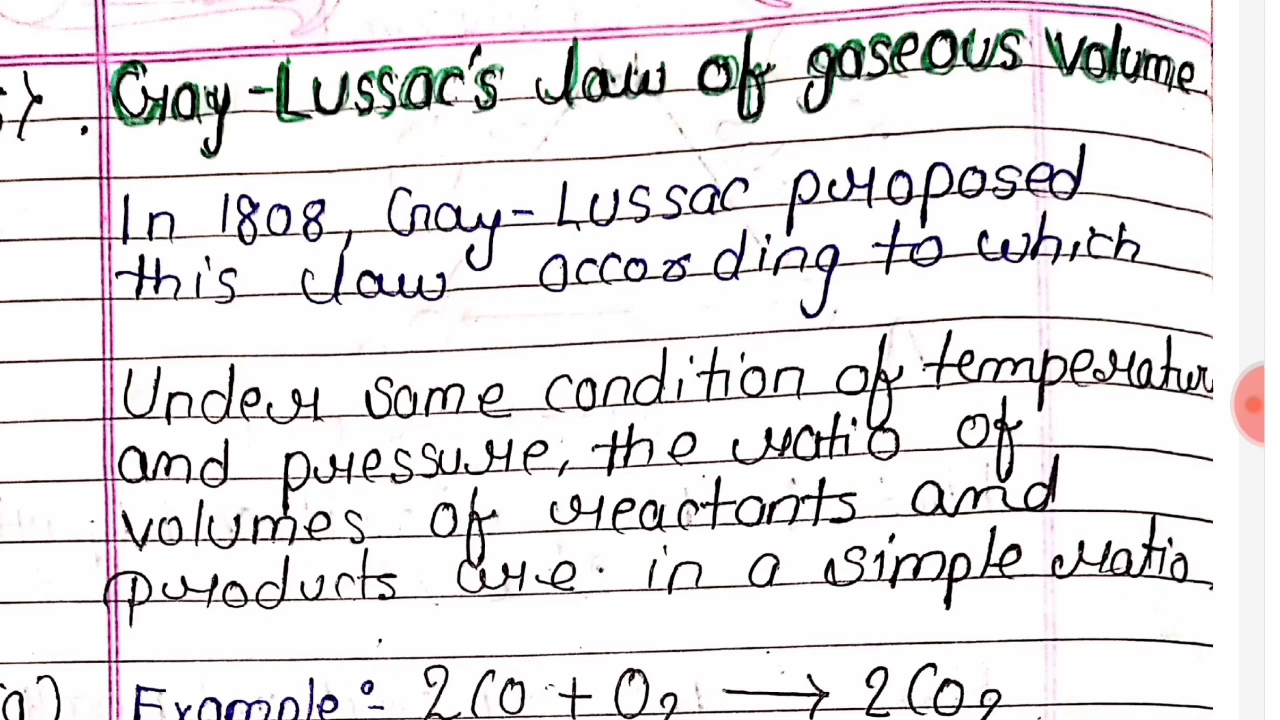 Gay-Lussac's law of gaseous Volume
In 1808, Gay-Lussac proposed
this law according to which
Under same condition of temperatur
and pressure, the ratio of
volumes of reactants and
products are in a simple ratio
a) Example: 2CO + O2 → 2CO2